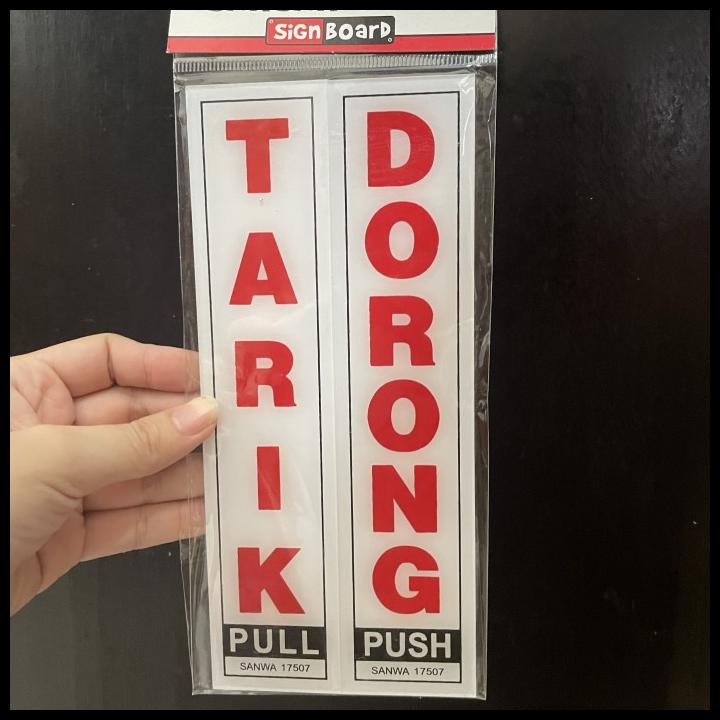 SIGN BOARD
TARIK
PULL
SANWA 17507
DORONG
PUSH
SANWA 17507